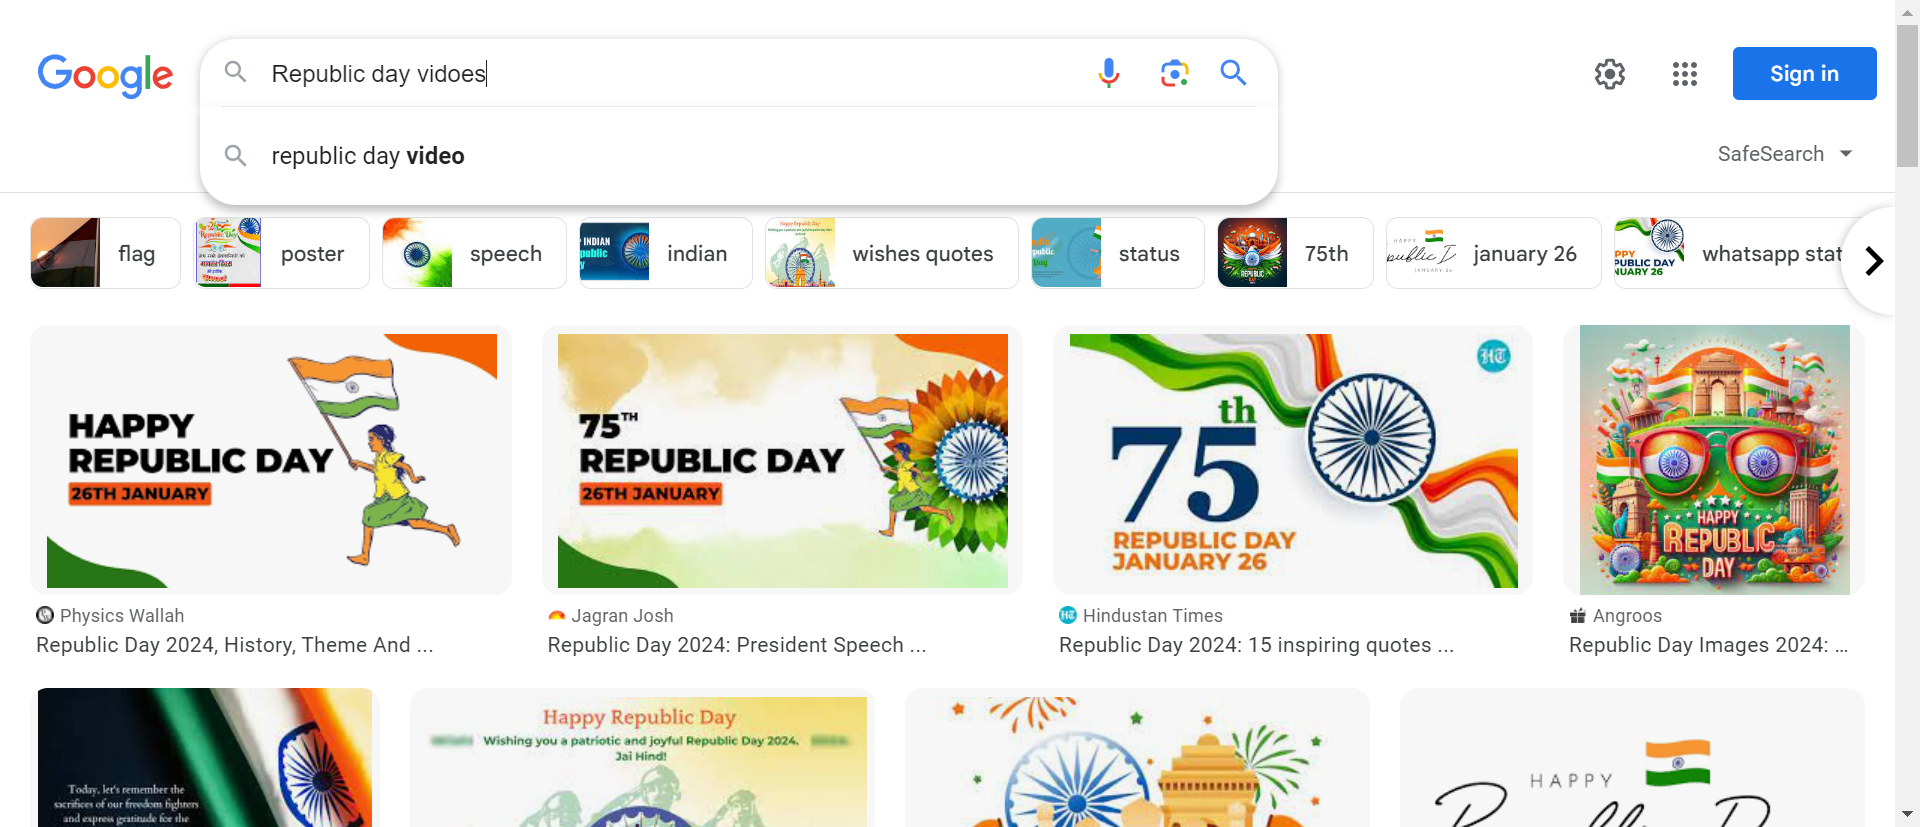 Google
Republic day vidoes
Sign in
republic day video
SafeSearch
flag
poster
speech
indian
wishes quotes
status
75th
january 26
whatsapp stat
HAPPY
REPUBLIC DAY
26TH JANUARY
75TH
REPUBLIC DAY
26TH JANUARY
HT
75th
REPUBLIC DAY
JANUARY 26
HAPPY
REPUBLIC
DAY
Physics Wallah
Republic Day 2024, History, Theme And ...
Jagran Josh
Republic Day 2024: President Speech ...
Hindustan Times
Republic Day 2024: 15 inspiring quotes ...
Angroos
Republic Day Images 2024: ...
Today, let's remember the
sacrifices of our freedom fighters
and express gratitude for the
Happy Republic Day
Wishing you a patriotic and joyful Republic Day 2024.
Jai Hind!
HAPPY